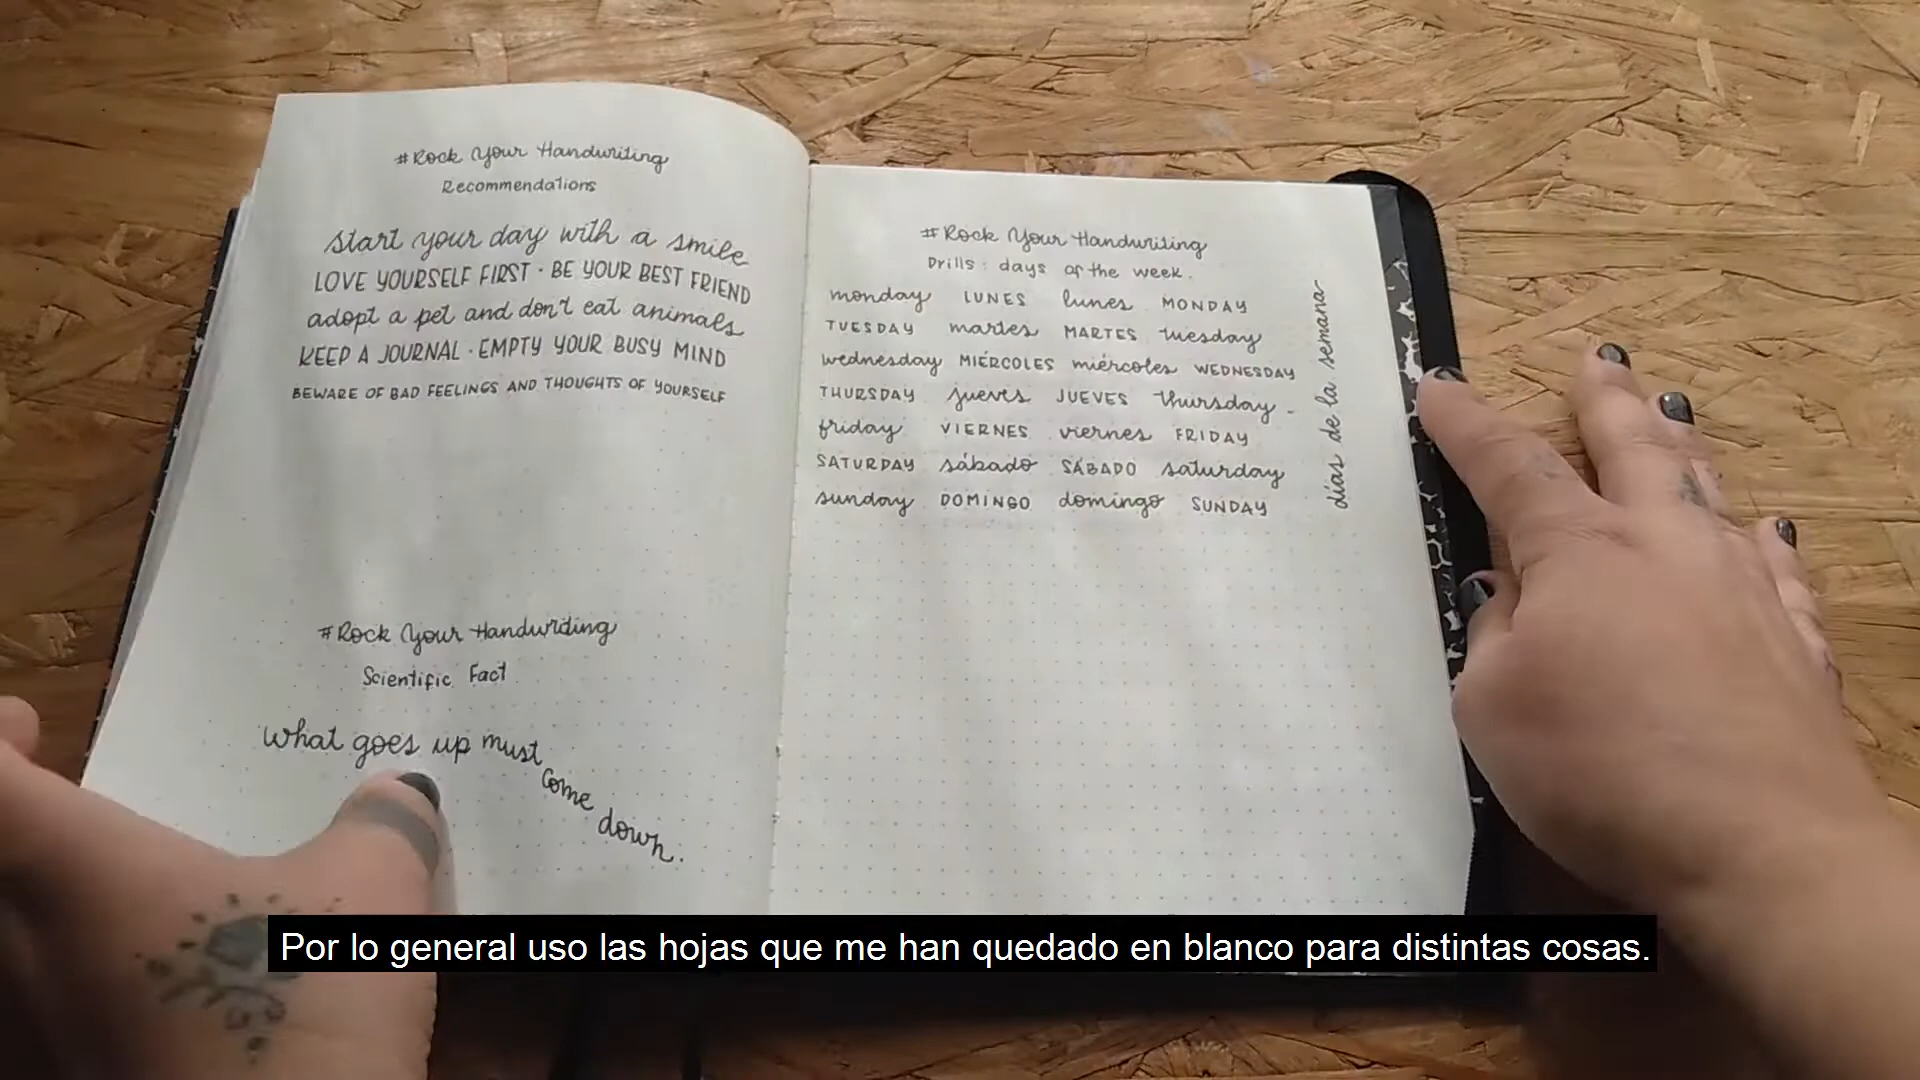 #Rock Your Handwriting
Recommendations
start your day with a smile
LOVE YOURSELF FIRST · BE YOUR BEST FRIEND
adopt a pet and don't eat animals
KEEP A JOURNAL · EMPTY YOUR BUSY MIND
BEWARE OF BAD FEELINGS AND THOUGHTS OF YOURSELF
#Rock Your Handwriting
Scientific Fact
what goes up must come down.
#Rock Your Handwriting
Drills: days of the week.
monday LUNES lunes MONDAY
TUESDAY martes MARTES tuesday
wednesday MIÉRCOLES miércoles WEDNESDAY
THURSDAY jueves JUEVES thursday
friday VIERNES viernes FRIDAY
SATURDAY sábado SÁBADO saturday
sunday DOMINGO domingo SUNDAY
días de la semana
Por lo general uso las hojas que me han quedado en blanco para distintas cosas.